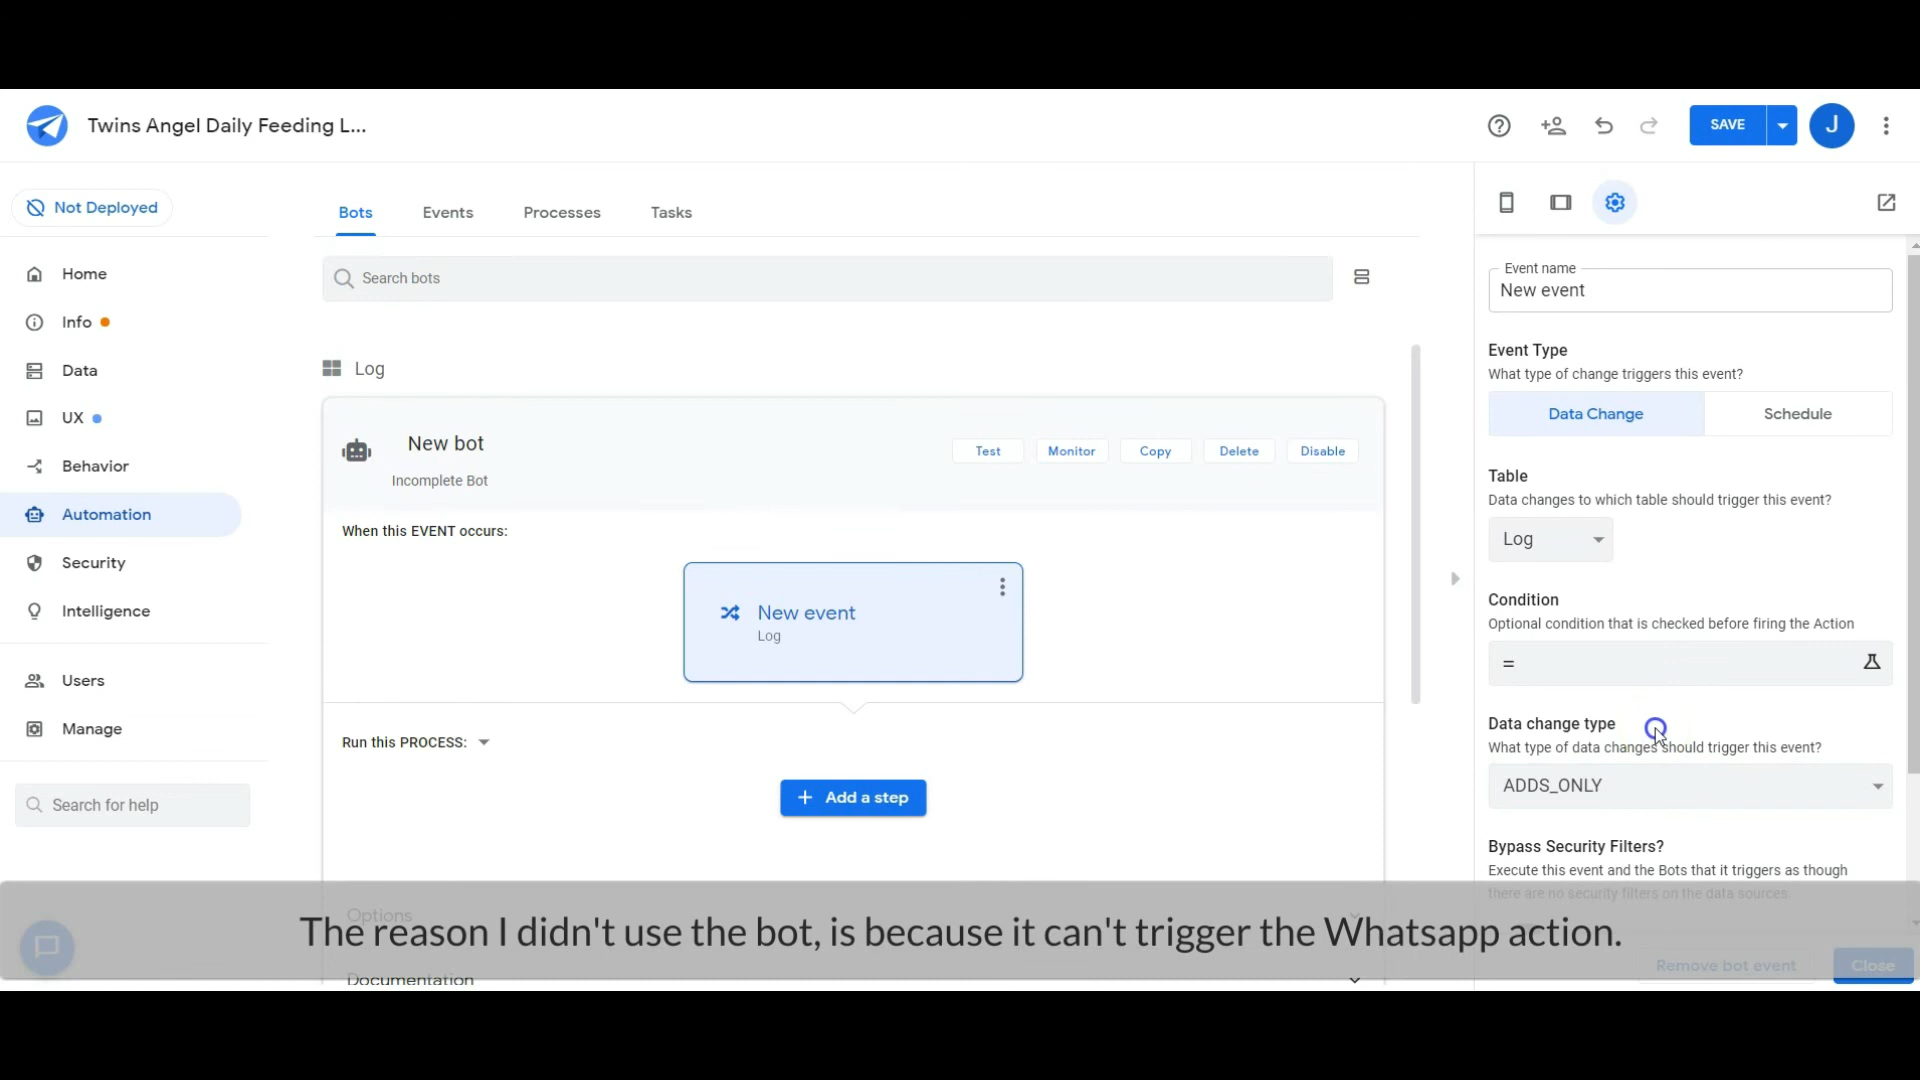 Twins Angel Daily Feeding L...
SAVE
J
Not Deployed
Home
Info
Data
UX
Behavior
Automation
Security
Intelligence
Users
Manage
Search for help
Bots
Events
Processes
Tasks
Search bots
Log
New bot
Incomplete Bot
Test
Monitor
Copy
Delete
Disable
When this EVENT occurs:
New event
Log
Run this PROCESS:
+ Add a step
Options
Documentation
Event name
New event
Event Type
What type of change triggers this event?
Data Change
Schedule
Table
Data changes to which table should trigger this event?
Log
Condition
Optional condition that is checked before firing the Action
=
Data change type
What type of data changes should trigger this event?
ADDS_ONLY
Bypass Security Filters?
Execute this event and the Bots that it triggers as though
there are no security filters on the data sources.
Remove bot event
Close
The reason I didn't use the bot, is because it can't trigger the Whatsapp action.